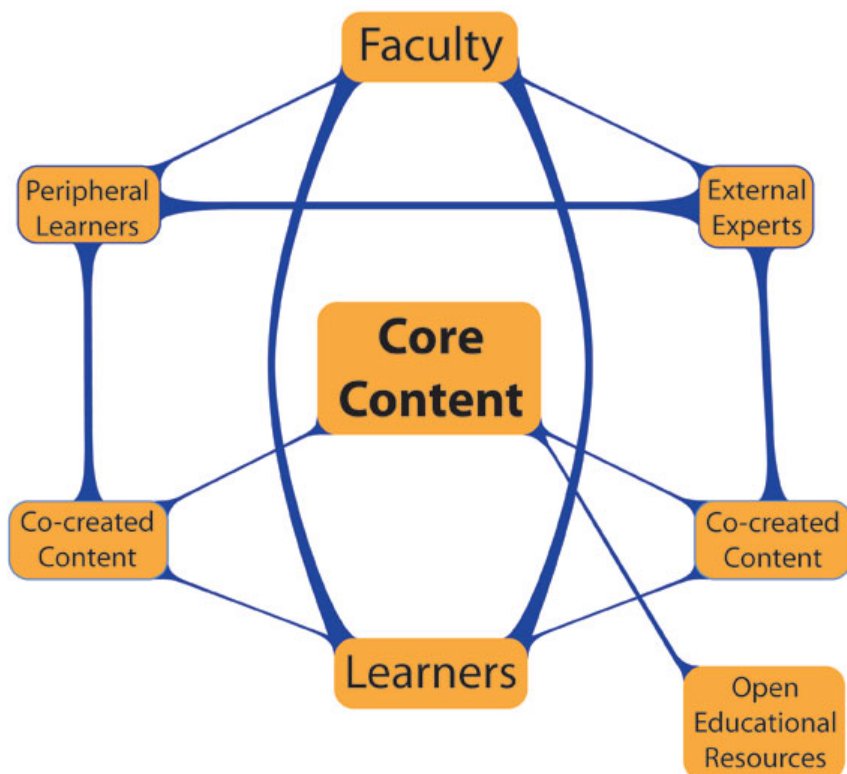 Faculty
Peripheral
Learners
External
Experts
Core
Content
Co-created
Content
Co-created
Content
Learners
Open
Educational
Resources